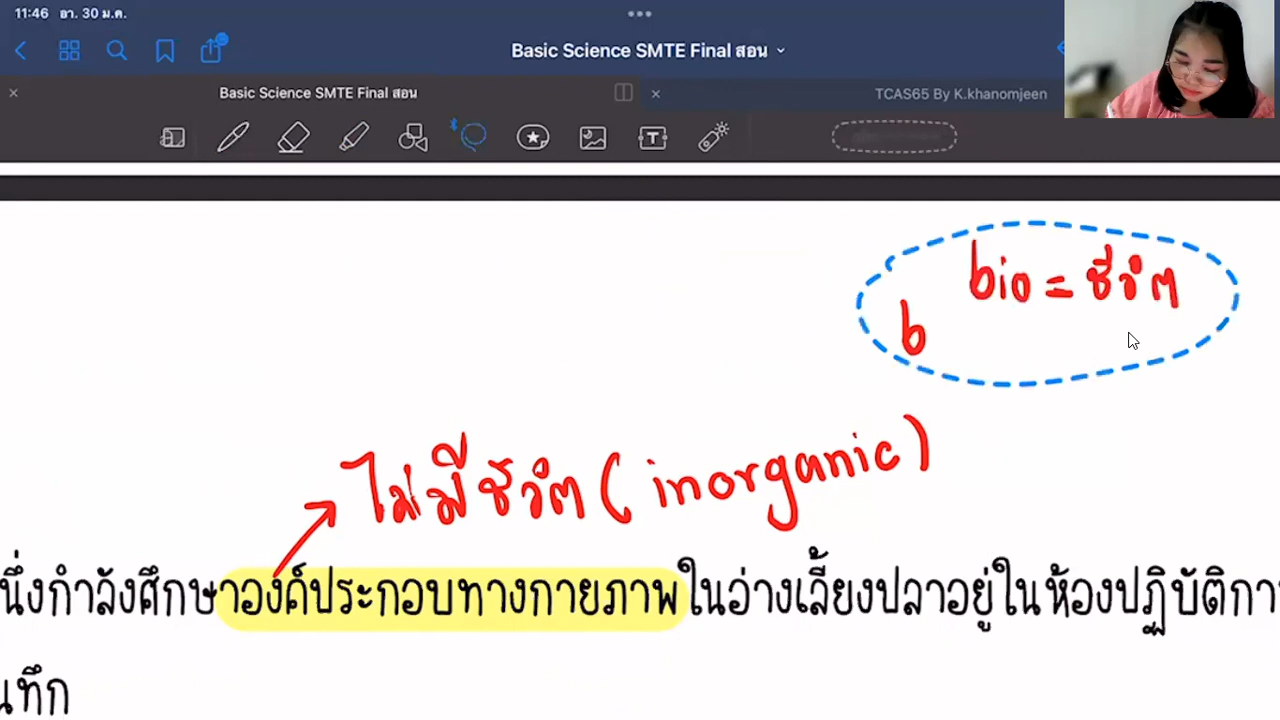 11:46 อา. 30 ม.ค.
Basic Science SMTE Final สอน
Basic Science SMTE Final สอน
TCAS65 By K.khanomjeen
bio = ชีวิต
b
ไม่มีชีวิต (inorganic)
นึ่งกำลังศึกษาองค์ประกอบทางกายภาพในอ่างเลี้ยงปลาอยู่ในห้องปฏิบัติกา
นทึก